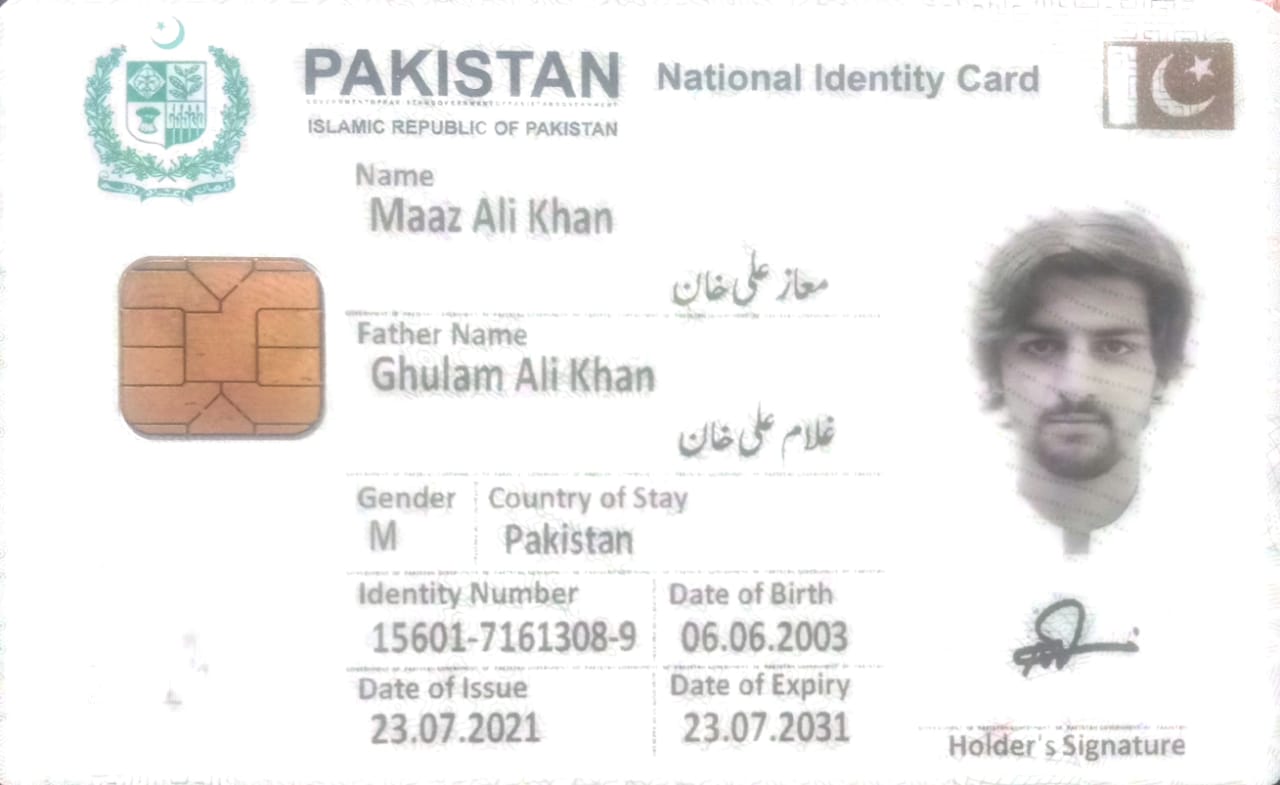 PAKISTAN National Identity Card
ISLAMIC REPUBLIC OF PAKISTAN
Name
Maaz Ali Khan
معاز علی خان
Father Name
Ghulam Ali Khan
غلام علی خان
Gender Country of Stay
M Pakistan
Identity Number Date of Birth
15601-7161308-9 06.06.2003
Date of Issue Date of Expiry
23.07.2021 23.07.2031
Holder's Signature